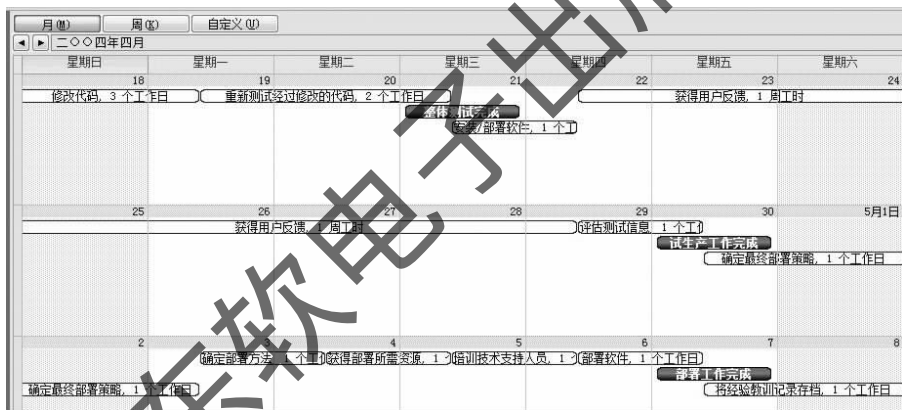 月(M) 周(K) 自定义(U)
二○○四年四月
星期日 星期一 星期二 星期三 星期四 星期五 星期六
18 19 20 21 22 23 24
修改代码, 3 个工作日 重新测试经过修改的代码, 2 个工作日 获得用户反馈, 1 周工时
整体测试完成
安装/部署软件, 1 个工
25 26 27 28 29 30 5月1日
获得用户反馈, 1 周工时 评估测试信息, 1 个工
试生产工作完成
确定最终部署策略, 1 个工作日
2 3 4 5 6 7 8
确定部署方法, 1 个工 获得部署所需资源, 1 培训技术支持人员, 1 部署软件, 1 个工作日
部署工作完成
确定最终部署策略, 1 个工作日 将经验教训记录存档, 1 个工作日
东软电子出版